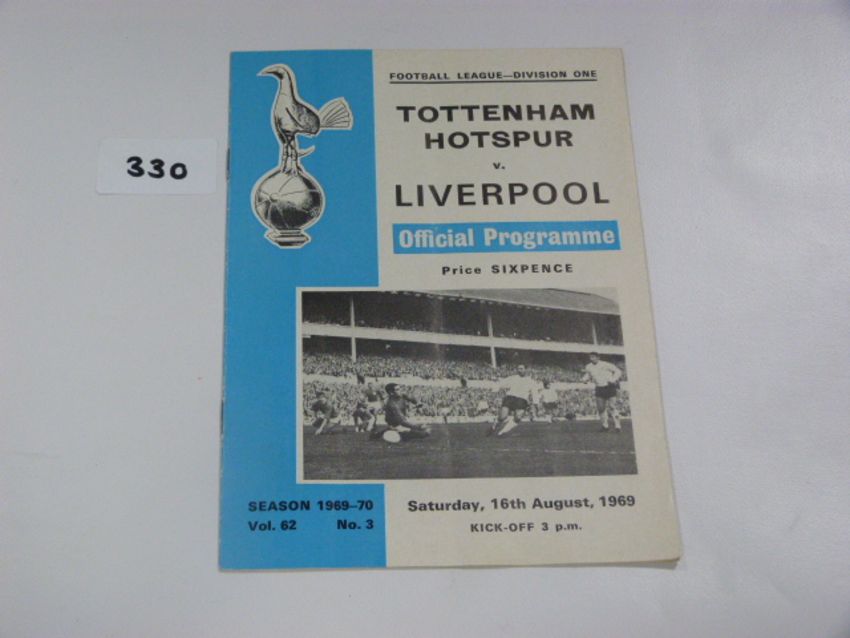 330
FOOTBALL LEAGUE—DIVISION ONE
TOTTENHAM
HOTSPUR
v.
LIVERPOOL
Official Programme
Price SIXPENCE
SEASON 1969-70
Vol. 62 No. 3
Saturday, 16th August, 1969
KICK-OFF 3 p.m.